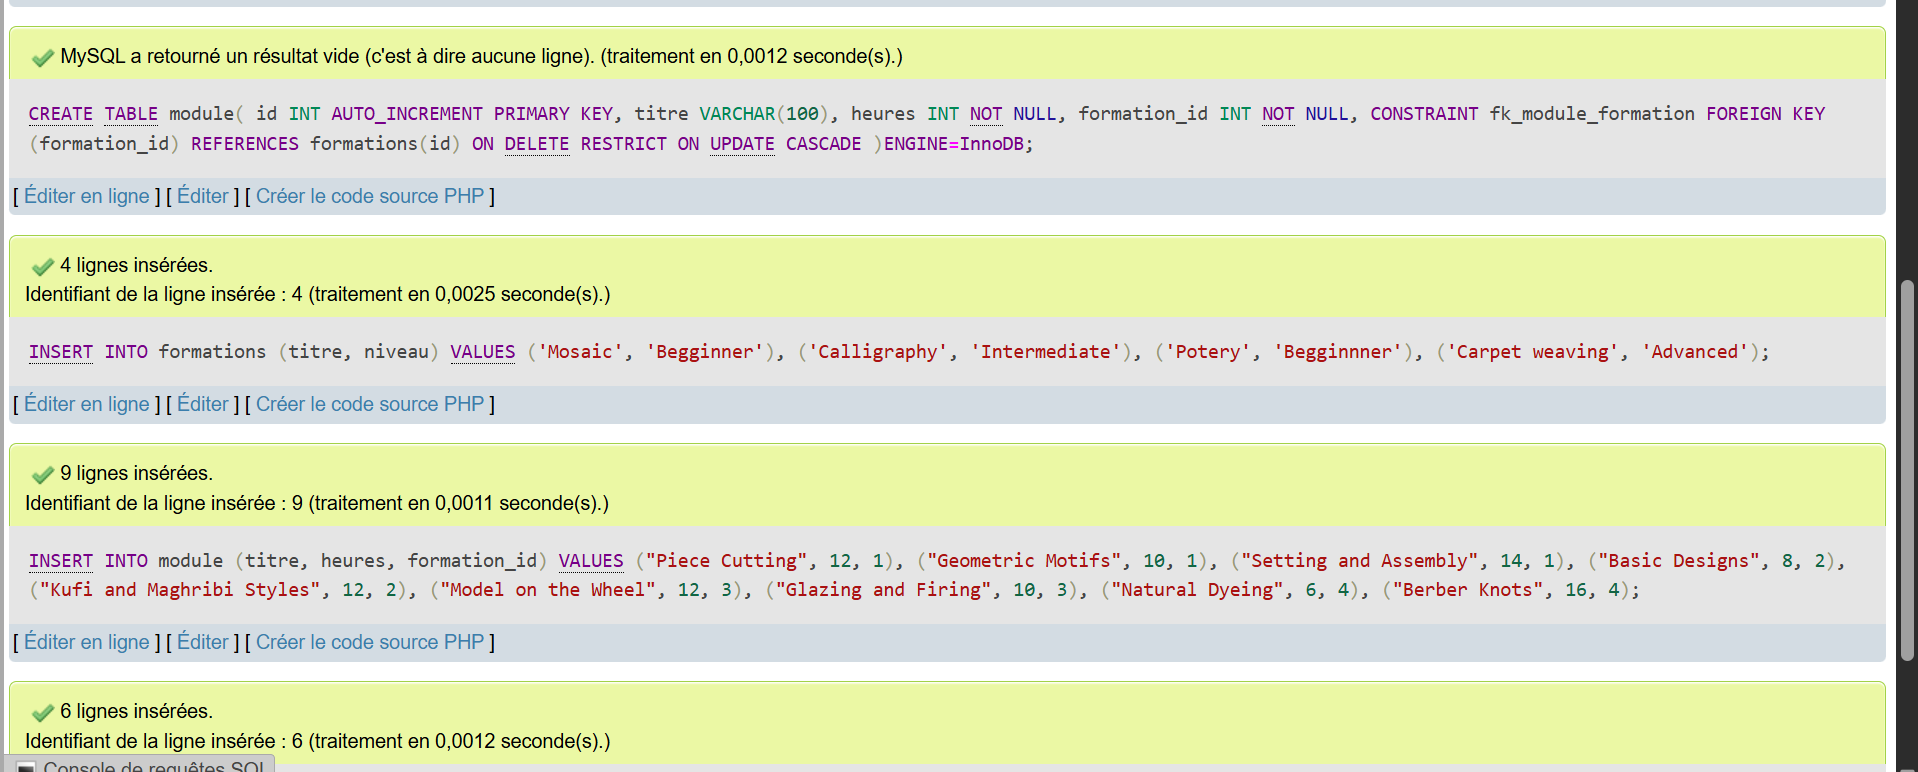 MySQL a retourné un résultat vide (c'est à dire aucune ligne). (traitement en 0,0012 seconde(s).)
CREATE TABLE module( id INT AUTO_INCREMENT PRIMARY KEY, titre VARCHAR(100), heures INT NOT NULL, formation_id INT NOT NULL, CONSTRAINT fk_module_formation FOREIGN KEY
(formation_id) REFERENCES formations(id) ON DELETE RESTRICT ON UPDATE CASCADE )ENGINE=InnoDB;
[ Éditer en ligne ] [ Éditer ] [ Créer le code source PHP ]
4 lignes insérées.
Identifiant de la ligne insérée : 4 (traitement en 0,0025 seconde(s).)
INSERT INTO formations (titre, niveau) VALUES ('Mosaic', 'Begginner'), ('Calligraphy', 'Intermediate'), ('Potery', 'Begginnner'), ('Carpet weaving', 'Advanced');
[ Éditer en ligne ] [ Éditer ] [ Créer le code source PHP ]
9 lignes insérées.
Identifiant de la ligne insérée : 9 (traitement en 0,0011 seconde(s).)
INSERT INTO module (titre, heures, formation_id) VALUES ("Piece Cutting", 12, 1), ("Geometric Motifs", 10, 1), ("Setting and Assembly", 14, 1), ("Basic Designs", 8, 2),
("Kufi and Maghribi Styles", 12, 2), ("Model on the Wheel", 12, 3), ("Glazing and Firing", 10, 3), ("Natural Dyeing", 6, 4), ("Berber Knots", 16, 4);
[ Éditer en ligne ] [ Éditer ] [ Créer le code source PHP ]
6 lignes insérées.
Identifiant de la ligne insérée : 6 (traitement en 0,0012 seconde(s).)
Console de requêtes SQL